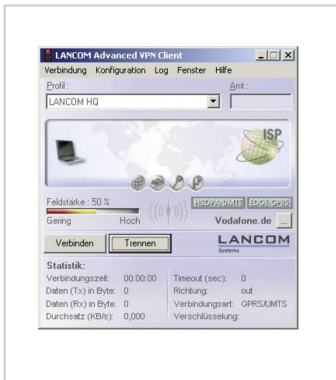 LANCOM Advanced VPN Client
Verbindung Konfiguration Log Fenster Hilfe
Profil: Amt:
LANCOM HQ
ISP
Feldstärke: 50 % HSDPA/UMTS EDGE/GPRS
Gering Hoch Vodafone.de ...
Verbinden Trennen LANCOM
Systems
Statistik:
Verbindungszeit: 00:00:00 Timeout (sec): 0
Daten (Tx) in Byte: 0 Richtung: out
Daten (Rx) in Byte: 0 Verbindungsart: GPRS/UMTS
Durchsatz (KB/s): 0,000 Verschlüsselung: